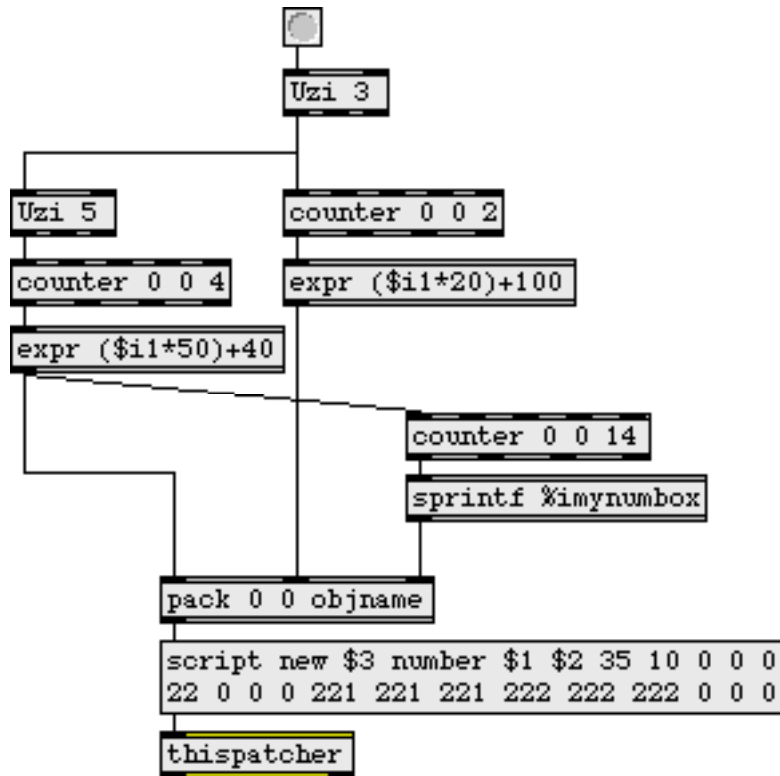 Uzi 3
Uzi 5
counter 0 0 2
counter 0 0 4
expr ($i1*20)+100
expr ($i1*50)+40
counter 0 0 14
sprintf %imynumbox
pack 0 0 objname
script new $3 number $1 $2 35 10 0 0 0
22 0 0 0 221 221 221 222 222 222 0 0 0
thispatcher